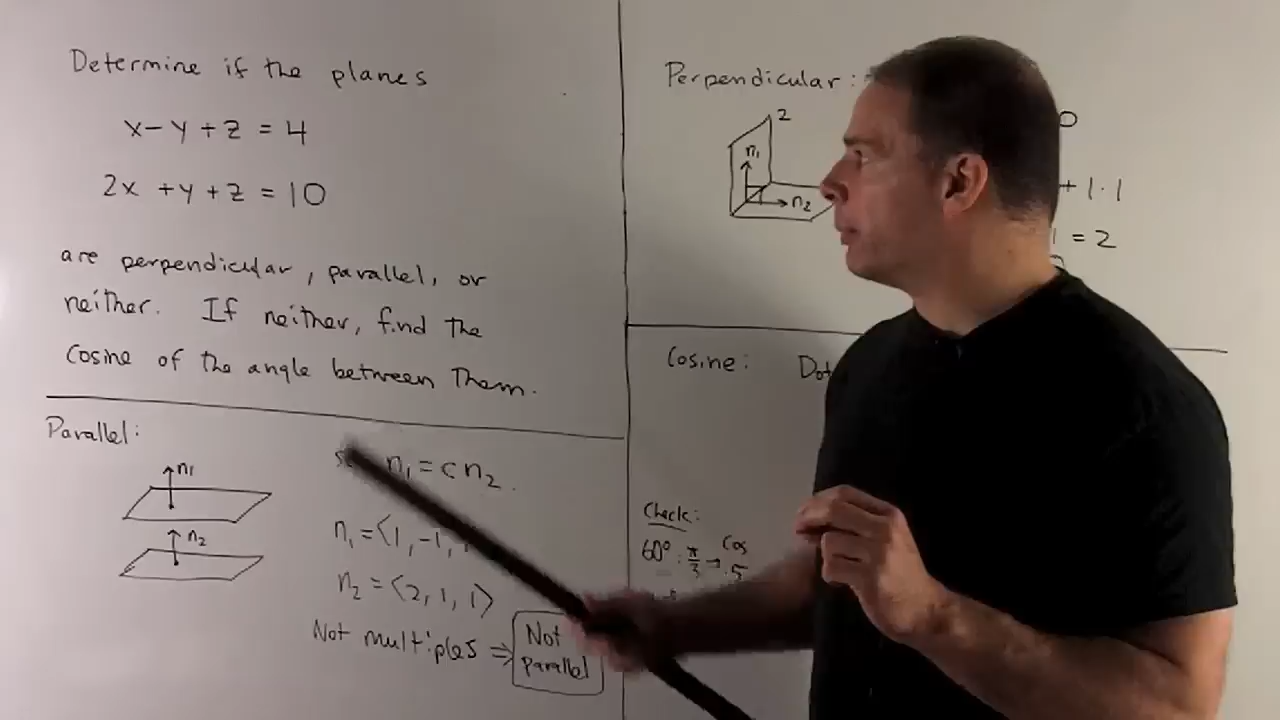 Determine if the planes
x - y + z = 4
2x + y + z = 10
are perpendicular, parallel, or
neither. If neither, find the
cosine of the angle between them.
Parallel:
n1
n2
n1 = c n2.
n1 = <1, -1,
n2 = <2, 1, 1>
Not multiples ⇒
Not
parallel
Perpendicular:
2
n1
n2
0
+ 1·1
= 2
Cosine:
Check:
Cos
60° : π/3 → .5